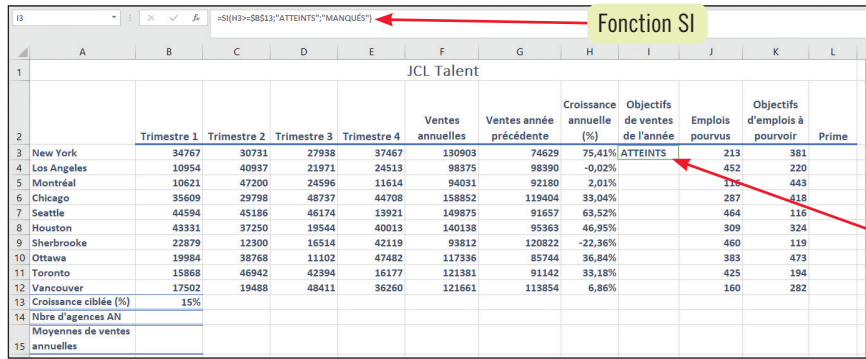 I3 fx =SI(H3>=$B$13;"ATTEINTS";"MANQUÉS")
Fonction SI
A B C D E F G H I J K L
1 JCL Talent
2 Trimestre 1 Trimestre 2 Trimestre 3 Trimestre 4 Ventes annuelles Ventes année précédente Croissance annuelle (%) Objectifs de ventes de l'année Emplois pourvus Objectifs d'emplois à pourvoir Prime
3 New York 34767 30731 27938 37467 130903 74629 75,41% ATTEINTS 213 381
4 Los Angeles 10954 40937 21971 24513 98375 98390 -0,02% 452 220
5 Montréal 10621 47200 24596 11614 94031 92180 2,01% 116 443
6 Chicago 35609 29798 48737 44708 158852 119404 33,04% 287 418
7 Seattle 44594 45186 46174 13921 149875 91657 63,52% 464 116
8 Houston 43331 37250 19544 40013 140138 95363 46,95% 309 324
9 Sherbrooke 22879 12300 16514 42119 93812 120822 -22,36% 460 119
10 Ottawa 19984 38768 11102 47482 117336 85744 36,84% 383 473
11 Toronto 15868 46942 42394 16177 121381 91142 33,18% 425 194
12 Vancouver 17502 19488 48411 36260 121661 113854 6,86% 160 282
13 Croissance ciblée (%) 15%
14 Nbre d'agences AN
Moyennes de ventes
15 annuelles